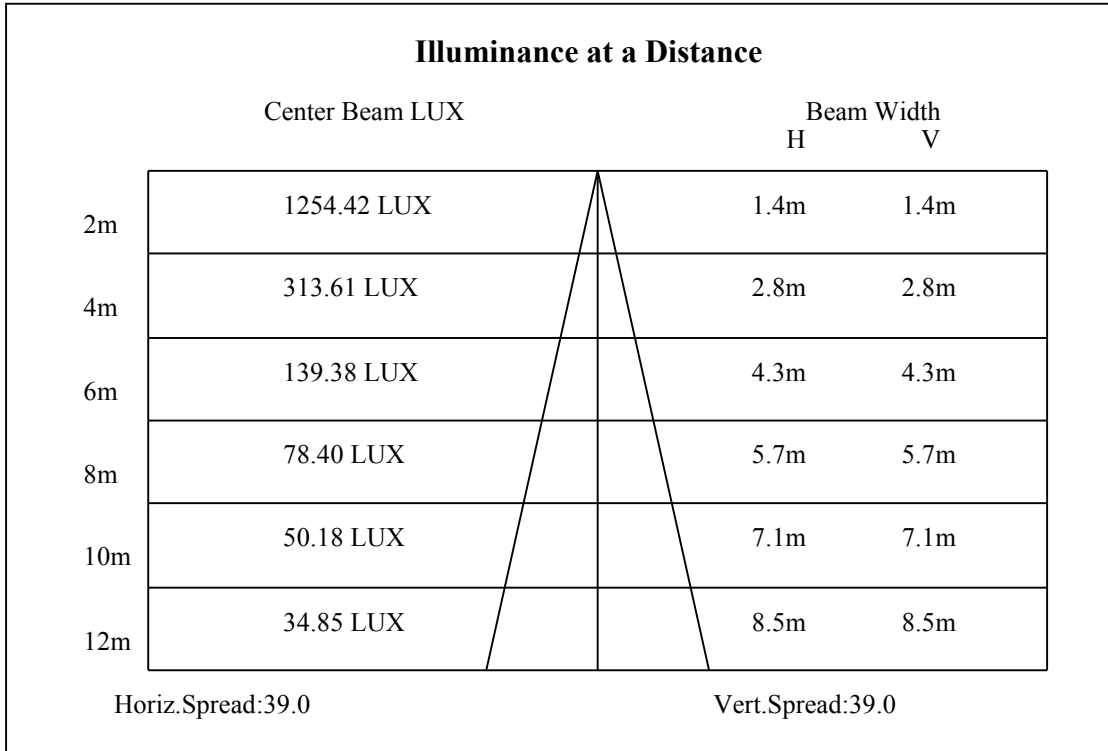 Illuminance at a Distance
Center Beam LUX Beam Width
H V
2m 1254.42 LUX 1.4m 1.4m
4m 313.61 LUX 2.8m 2.8m
6m 139.38 LUX 4.3m 4.3m
8m 78.40 LUX 5.7m 5.7m
10m 50.18 LUX 7.1m 7.1m
12m 34.85 LUX 8.5m 8.5m
Horiz.Spread:39.0 Vert.Spread:39.0